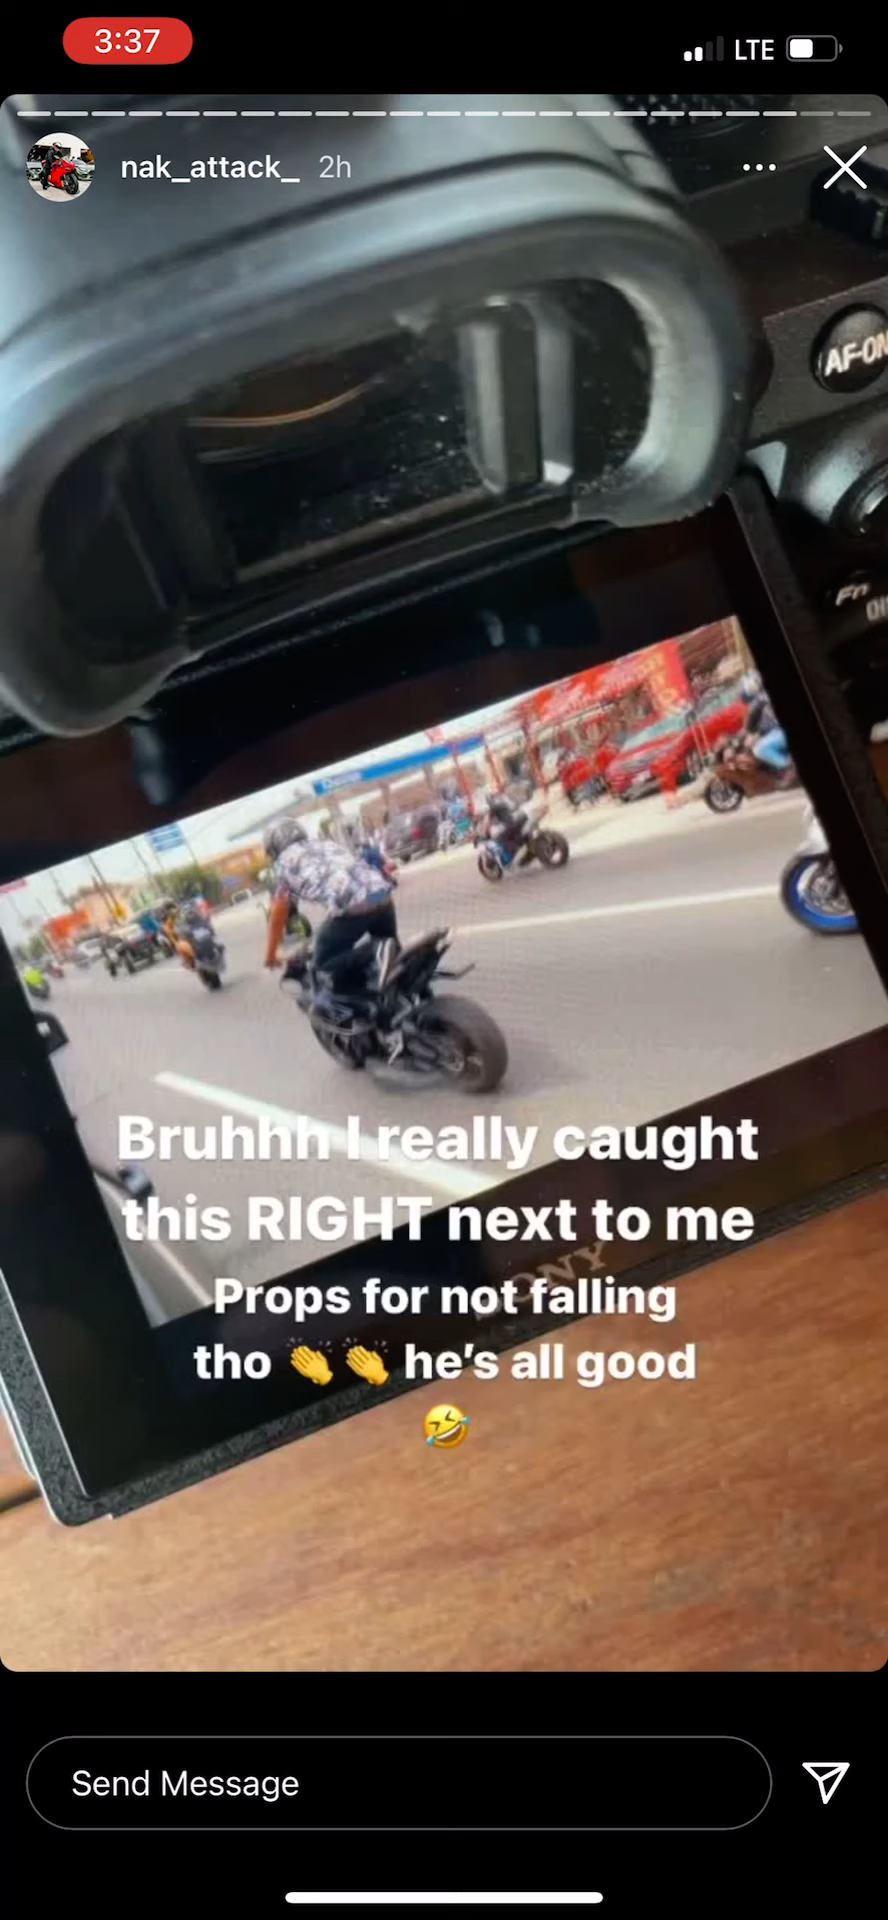 3:37
LTE
nak_attack_ 2h
AF-ON
Fn
Bruhhh I really caught
this RIGHT next to me
SONY
Props for not falling
tho 👏👏 he's all good
🤣
Send Message